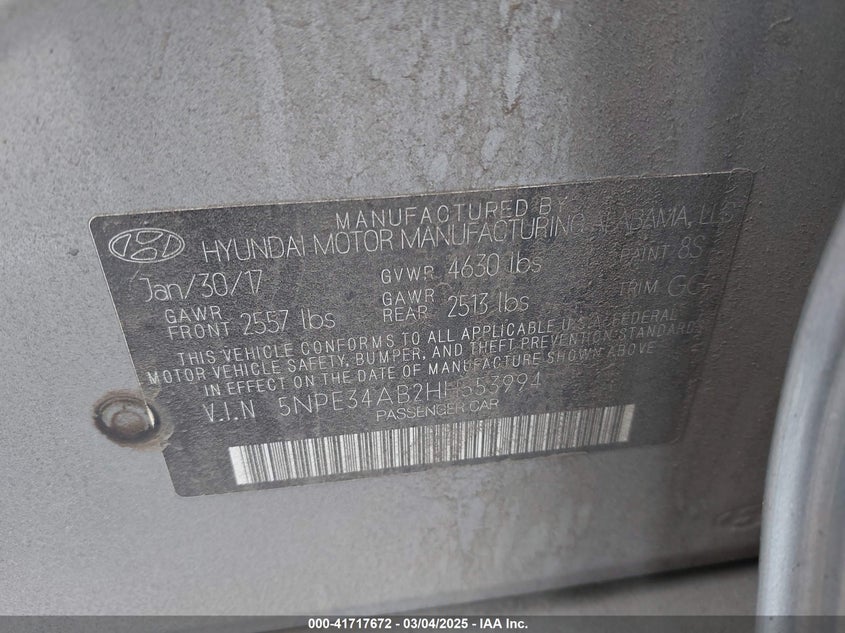 MANUFACTURED BY
HYUNDAI MOTOR MANUFACTURING ALABAMA, LLC
Jan/30/17 GVWR 4630 lbs PAINT 8S
GAWR FRONT 2557 lbs GAWR REAR 2513 lbs TRIM
THIS VEHICLE CONFORMS TO ALL APPLICABLE U.S.A. FEDERAL
MOTOR VEHICLE SAFETY, BUMPER, AND THEFT PREVENTION STANDARDS
IN EFFECT ON THE DATE OF MANUFACTURE SHOWN ABOVE
V.I.N
PASSENGER CAR
000-41717672 - 03/04/2025 - IAA Inc.